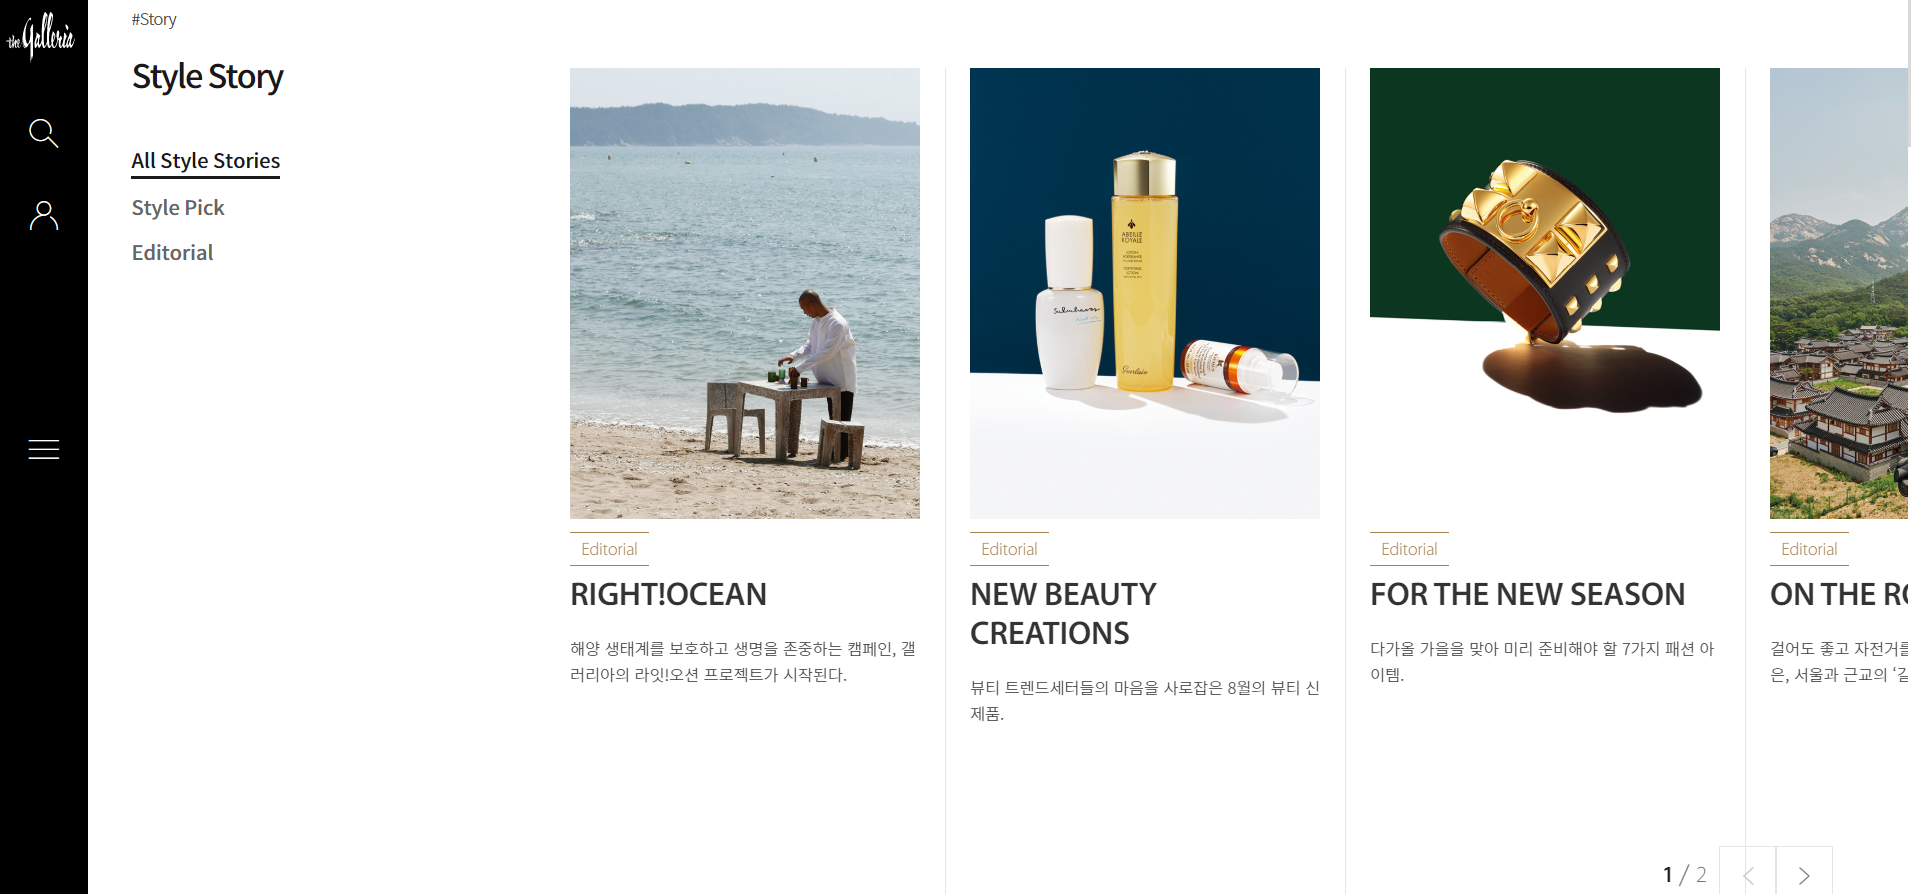 the Galleria
#Story
Style Story
All Style Stories
Style Pick
Editorial
ABEILLE
ROYALE
Guerlain
Sulwhasoo
Editorial
RIGHT!OCEAN
해양 생태계를 보호하고 생명을 존중하는 캠페인, 갤
러리아의 라잇!오션 프로젝트가 시작된다.
Editorial
NEW BEAUTY
CREATIONS
뷰티 트렌드세터들의 마음을 사로잡은 8월의 뷰티 신
제품.
Editorial
FOR THE NEW SEASON
다가올 가을을 맞아 미리 준비해야 할 7가지 패션 아
이템.
Editorial
ON THE
걸어도 좋고 자전거를
은, 서울과 근교의 ‘길
1 / 2